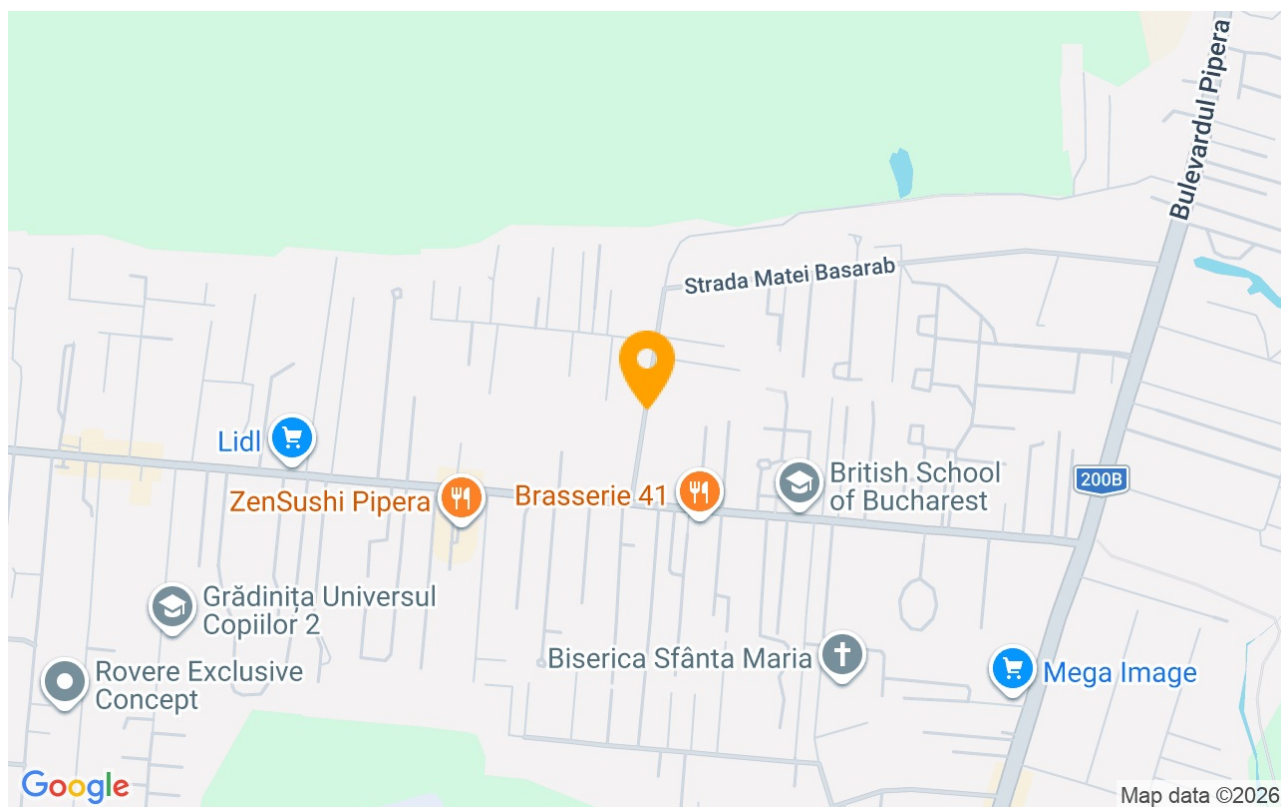 Bulevardul Pipera
Strada Matei Basarab
Lidl
ZenSushi Pipera
Brasserie 41
British School
of Bucharest
200B
Grădinița Universul
Copiilor 2
Biserica Sfânta Maria
Rovere Exclusive
Concept
Mega Image
Google
Map data ©2026